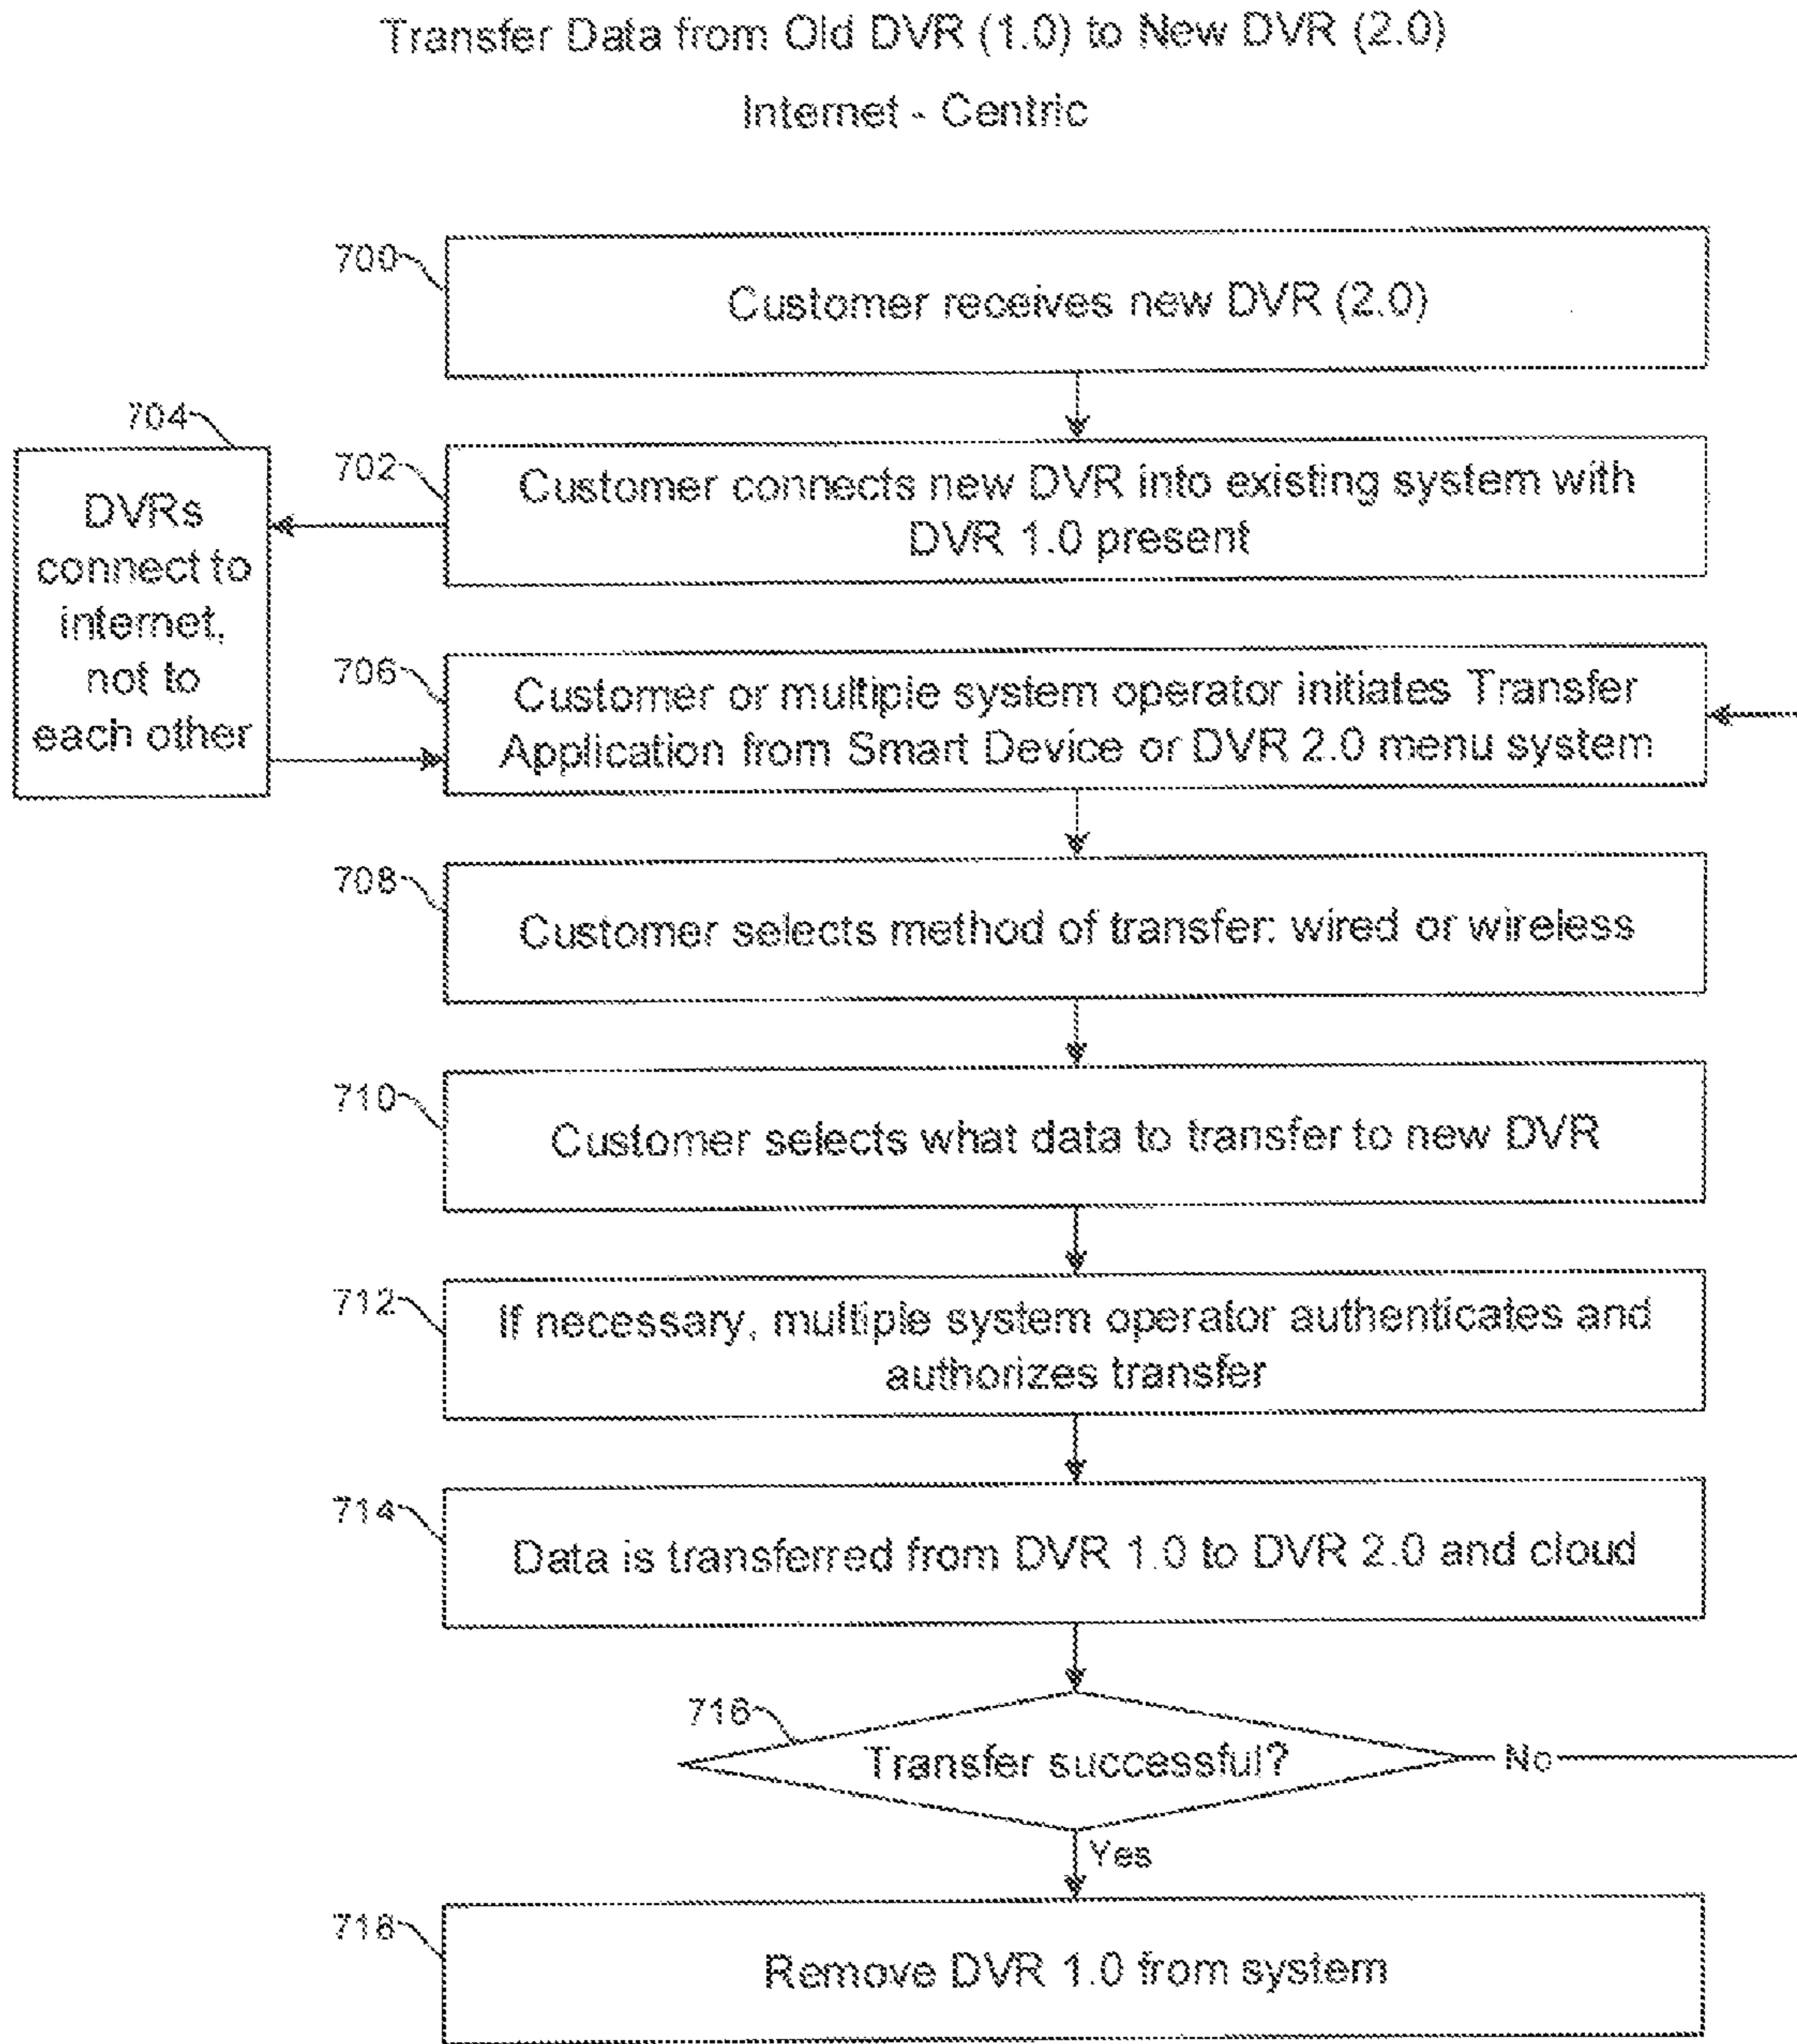 Transfer Data from Old DVR (1.0) to New DVR (2.0)
Internet - Centric
700
Customer receives new DVR (2.0)
704
DVRs
connect to
internet,
not to
each other
702
Customer connects new DVR into existing system with
DVR 1.0 present
706
Customer or multiple system operator initiates Transfer
Application from Smart Device or DVR 2.0 menu system
708
Customer selects method of transfer: wired or wireless
710
Customer selects what data to transfer to new DVR
712
If necessary, multiple system operator authenticates and
authorizes transfer
714
Data is transferred from DVR 1.0 to DVR 2.0 and cloud
716
Transfer successful?
No
Yes
718
Remove DVR 1.0 from system